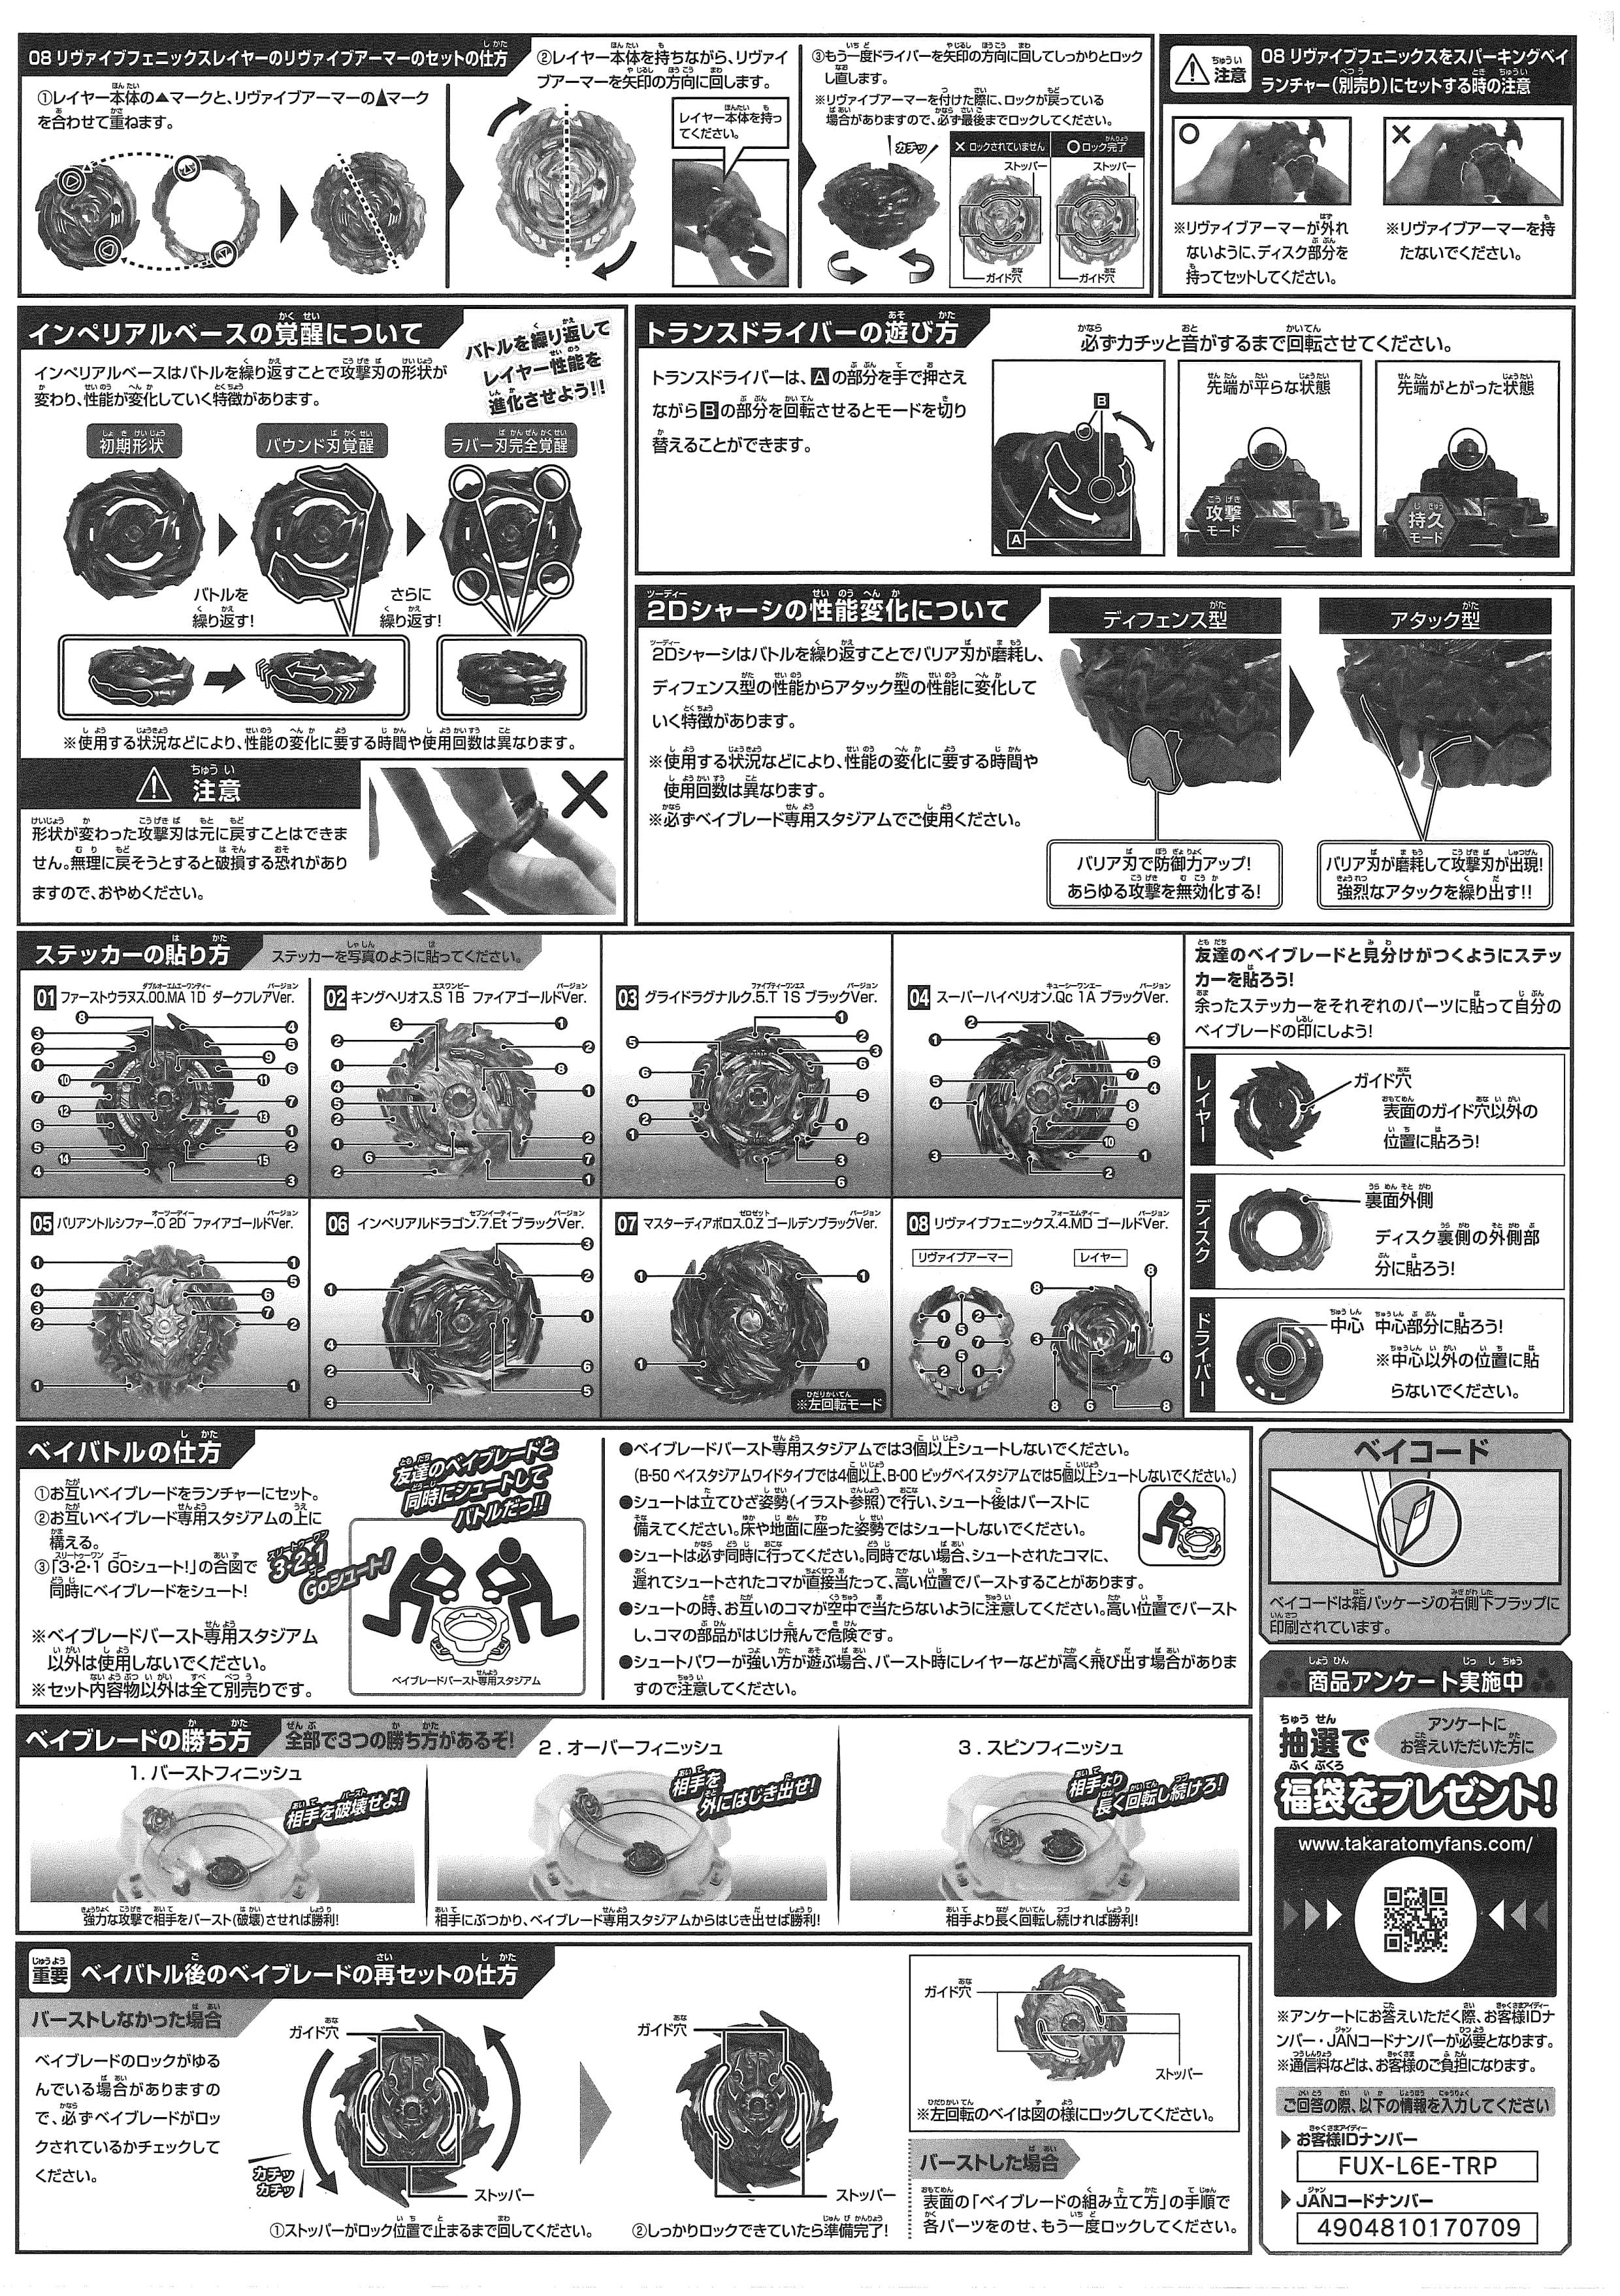 08 リヴァイブフェニックスレイヤーのリヴァイブアーマーのセットの仕方
①レイヤー本体の▲マークと、リヴァイブアーマーの▲マーク
を合わせて重ねます。
②レイヤー本体を持ちながら、リヴァイ
ブアーマーを矢印の方向に回します。
レイヤー本体を持っ
てください。
③もう一度ドライバーを矢印の方向に回してしっかりとロック
し直します。
※リヴァイブアーマーを付けた際に、ロックが戻っている
場合がありますので、必ず最後までロックしてください。
カチッ
×ロックされていません
○ロック完了
ストッパー
ストッパー
ガイド穴
ガイド穴
注意
08 リヴァイブフェニックスをスパーキングベイ
ランチャー(別売り)にセットする時の注意
○
×
※リヴァイブアーマーが外れ
ないように、ディスク部分を
持ってセットしてください。
※リヴァイブアーマーを持
たないでください。
インペリアルベースの覚醒について
バトルを繰り返して
レイヤー性能を
進化させよう!!
インペリアルベースはバトルを繰り返すことで攻撃刃の形状が
変わり、性能が変化していく特徴があります。
初期形状
バウンド刃覚醒
ラバー刃完全覚醒
バトルを
繰り返す!
さらに
繰り返す!
※使用する状況などにより、性能の変化に要する時間や使用回数は異なります。
注意
形状が変わった攻撃刃は元に戻すことはできま
せん。無理に戻そうとすると破損する恐れがあり
ますので、おやめください。
トランスドライバーの遊び方
必ずカチッと音がするまで回転させてください。
トランスドライバーは、Aの部分を手で押さえ
ながらBの部分を回転させるとモードを切り
替えることができます。
B
A
先端が平らな状態
攻撃
モード
先端がとがった状態
持久
モード
2Dシャーシの性能変化について
2Dシャーシはバトルを繰り返すことでバリア刃が磨耗し、
ディフェンス型の性能からアタック型の性能に変化して
いく特徴があります。
※使用する状況などにより、性能の変化に要する時間や
使用回数は異なります。
※必ずベイブレード専用スタジアムでご使用ください。
ディフェンス型
アタック型
バリア刃で防御力アップ!
あらゆる攻撃を無効化する!
バリア刃が磨耗して攻撃刃が出現!
強烈なアタックを繰り出す!!
ステッカーの貼り方
ステッカーを写真のように貼ってください。
01 ファーストウラヌス.00.MA 1D ダークフレアVer.
02 キングヘリオス.S 1B ファイアゴールドVer.
03 グライドラグナルク.5.T 1S ブラックVer.
04 スーパーハイペリオン.Qc 1A ブラックVer.
05 バリアントルシファー.0 2D ファイアゴールドVer.
06 インペリアルドラゴン.7.Et ブラックVer.
07 マスターディアボロス.0.Z ゴールデンブラックVer.
※左回転モード
08 リヴァイブフェニックス.4.MD ゴールドVer.
リヴァイブアーマー
レイヤー
友達のベイブレードと見分けがつくようにステッ
カーを貼ろう!
余ったステッカーをそれぞれのパーツに貼って自分の
ベイブレードの印にしよう!
レイヤー
ガイド穴
表面のガイド穴以外の
位置に貼ろう!
ディスク
裏面外側
ディスク裏側の外側部
分に貼ろう!
ドライバー
中心
中心部分に貼ろう!
※中心以外の位置に貼
らないでください。
ベイバトルの仕方
①お互いベイブレードをランチャーにセット。
②お互いベイブレード専用スタジアムの上に
構える。
③「3・2・1 GOシュート!」の合図で
同時にベイブレードをシュート!
※ベイブレードバースト専用スタジアム
以外は使用しないでください。
※セット内容物以外は全て別売りです。
友達のベイブレードと
同時にシュートして
バトルだっ!!
3・2・1
GOシュート!
ベイブレードバースト専用スタジアム
●ベイブレードバースト専用スタジアムでは3個以上シュートしないでください。
(B-50 ベイスタジアムワイドタイプでは4個以上、B-00 ビッグベイスタジアムでは5個以上シュートしないでください。)
●シュートは立てひざ姿勢(イラスト参照)で行い、シュート後はバーストに
備えてください。床や地面に座った姿勢ではシュートしないでください。
●シュートは必ず同時に行ってください。同時でない場合、シュートされたコマに、
遅れてシュートされたコマが直接当たって、高い位置でバーストすることがあります。
●シュートの時、お互いのコマが空中で当たらないように注意してください。高い位置でバースト
し、コマの部品がはじけ飛んで危険です。
●シュートパワーが強い方が遊ぶ場合、バースト時にレイヤーなどが高く飛び出す場合がありま
すので注意してください。
ベイコード
ベイコードは箱パッケージの右側下フラップに
印刷されています。
ベイブレードの勝ち方
全部で3つの勝ち方があるぞ!
1.バーストフィニッシュ
相手を破壊せよ!
強力な攻撃で相手をバースト(破壊)させれば勝利!
2.オーバーフィニッシュ
相手を
外にはじき出せ!
相手にぶつかり、ベイブレード専用スタジアムからはじき出せば勝利!
3.スピンフィニッシュ
相手より
長く回転し続けろ!
相手より長く回転し続ければ勝利!
重要
ベイバトル後のベイブレードの再セットの仕方
バーストしなかった場合
ベイブレードのロックがゆる
んでいる場合がありますの
で、必ずベイブレードがロッ
クされているかチェックして
ください。
ガイド穴
カチッ
カチッ
ストッパー
①ストッパーがロック位置で止まるまで回してください。
ガイド穴
ストッパー
②しっかりロックできていたら準備完了!
ガイド穴
ストッパー
※左回転のベイは図の様にロックしてください。
バーストした場合
表面の「ベイブレードの組み立て方」の手順で
各パーツをのせ、もう一度ロックしてください。
商品アンケート実施中
抽選で
アンケートに
お答えいただいた方に
福袋をプレゼント!
www.takaratomyfans.com/
※アンケートにお答えいただく際、お客様IDナ
ンバー・JANコードナンバーが必要となります。
※通信料などは、お客様のご負担になります。
ご回答の際、以下の情報を入力してください
お客様IDナンバー
FUX-L6E-TRP
JANコードナンバー
4904810170709